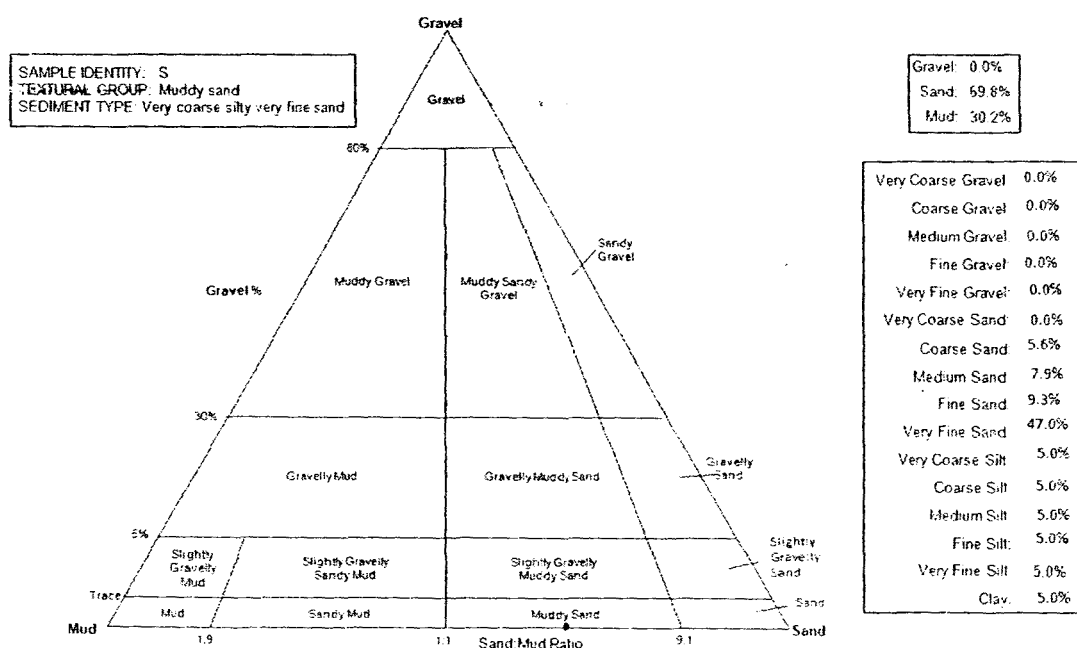 Gravel
SAMPLE IDENTITY: S
TEXTURAL GROUP: Muddy sand
SEDIMENT TYPE: Very coarse silty very fine sand
Gravel: 0.0%
Sand: 69.8%
Mud: 30.2%
Gravel
80%
Sandy
Gravel
Muddy Gravel
Muddy Sandy
Gravel
Gravel %
30%
Gravelly Mud
Gravelly Muddy Sand
Gravelly
Sand
5%
Slightly
Gravelly
Mud
Slightly Gravelly
Sandy Mud
Slightly Gravelly
Muddy Sand
Slightly
Gravelly
Sand
Trace
Mud
Sandy Mud
Muddy Sand
Sand
Mud
Sand
1.9
1:1
Sand:Mud Ratio
9.1
Very Coarse Gravel 0.0%
Coarse Gravel 0.0%
Medium Gravel: 0.0%
Fine Gravel: 0.0%
Very Fine Gravel: 0.0%
Very Coarse Sand: 0.0%
Coarse Sand: 5.6%
Medium Sand 7.9%
Fine Sand: 9.3%
Very Fine Sand 47.0%
Very Coarse Silt 5.0%
Coarse Silt 5.0%
Medium Silt 5.0%
Fine Silt: 5.0%
Very Fine Silt 5.0%
Clay: 5.0%